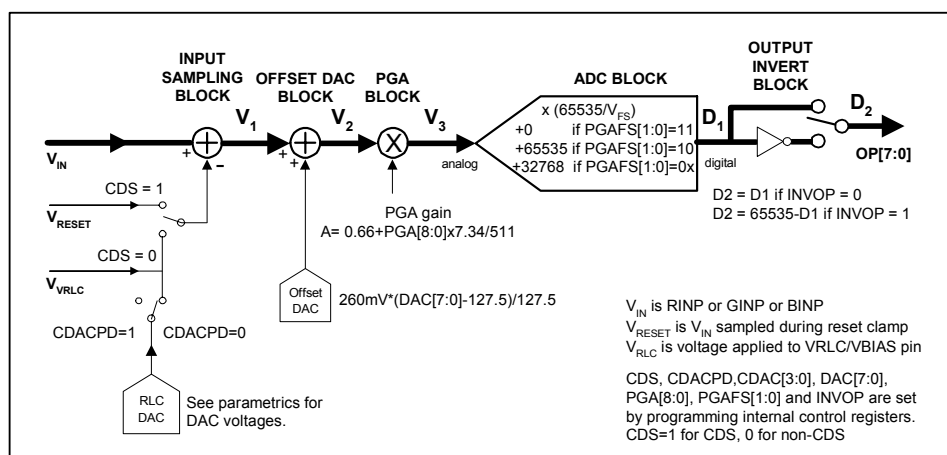 INPUT
SAMPLING
BLOCK
OFFSET DAC
BLOCK
PGA
BLOCK
ADC BLOCK
OUTPUT
INVERT
BLOCK
V1
V2
V3
x (65535/VFS)
+0 if PGAFS[1:0]=11
+65535 if PGAFS[1:0]=10
+32768 if PGAFS[1:0]=0x
D1
D2
VIN
+
–
+
+
X
analog
digital
OP[7:0]
CDS = 1
VRESET
CDS = 0
VVRLC
CDACPD=1
CDACPD=0
RLC
DAC
See parametrics for
DAC voltages.
PGA gain
A= 0.66+PGA[8:0]x7.34/511
Offset
DAC
260mV*(DAC[7:0]-127.5)/127.5
D2 = D1 if INVOP = 0
D2 = 65535-D1 if INVOP = 1
VIN is RINP or GINP or BINP
VRESET is VIN sampled during reset clamp
VRLC is voltage applied to VRLC/VBIAS pin
CDS, CDACPD,CDAC[3:0], DAC[7:0],
PGA[8:0], PGAFS[1:0] and INVOP are set
by programming internal control registers.
CDS=1 for CDS, 0 for non-CDS